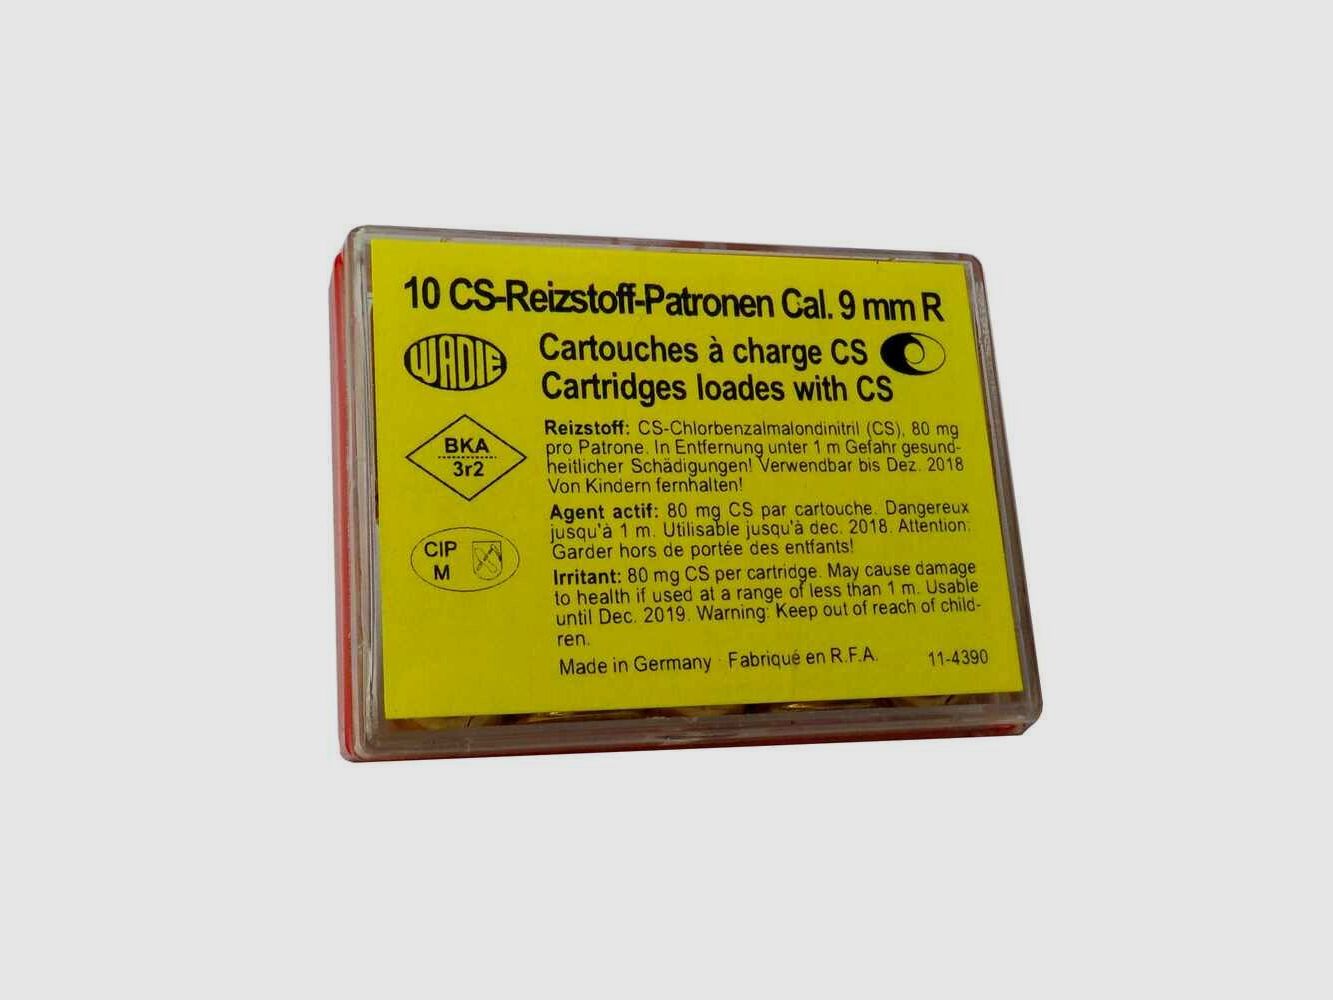 10 CS-Reizstoff-Patronen Cal. 9 mm R
WADIE
Cartouches à charge CS
Cartridges loades with CS
BKA
3r2
Reizstoff: CS-Chlorbenzalmalondinitril (CS), 80 mg
pro Patrone. In Entfernung unter 1 m Gefahr gesund-
heitlicher Schädigungen! Verwendbar bis Dez. 2018
Von Kindern fernhalten!
Agent actif: 80 mg CS par cartouche. Dangereux
jusqu'à 1 m. Utilisable jusqu'à dec. 2018. Attention:
Garder hors de portée des entfants!
CIP
M
Irritant: 80 mg CS per cartridge. May cause damage
to health if used at a range of less than 1 m. Usable
until Dec. 2019. Warning: Keep out of reach of child-
ren.
Made in Germany · Fabriqué en R.F.A. 11-4390